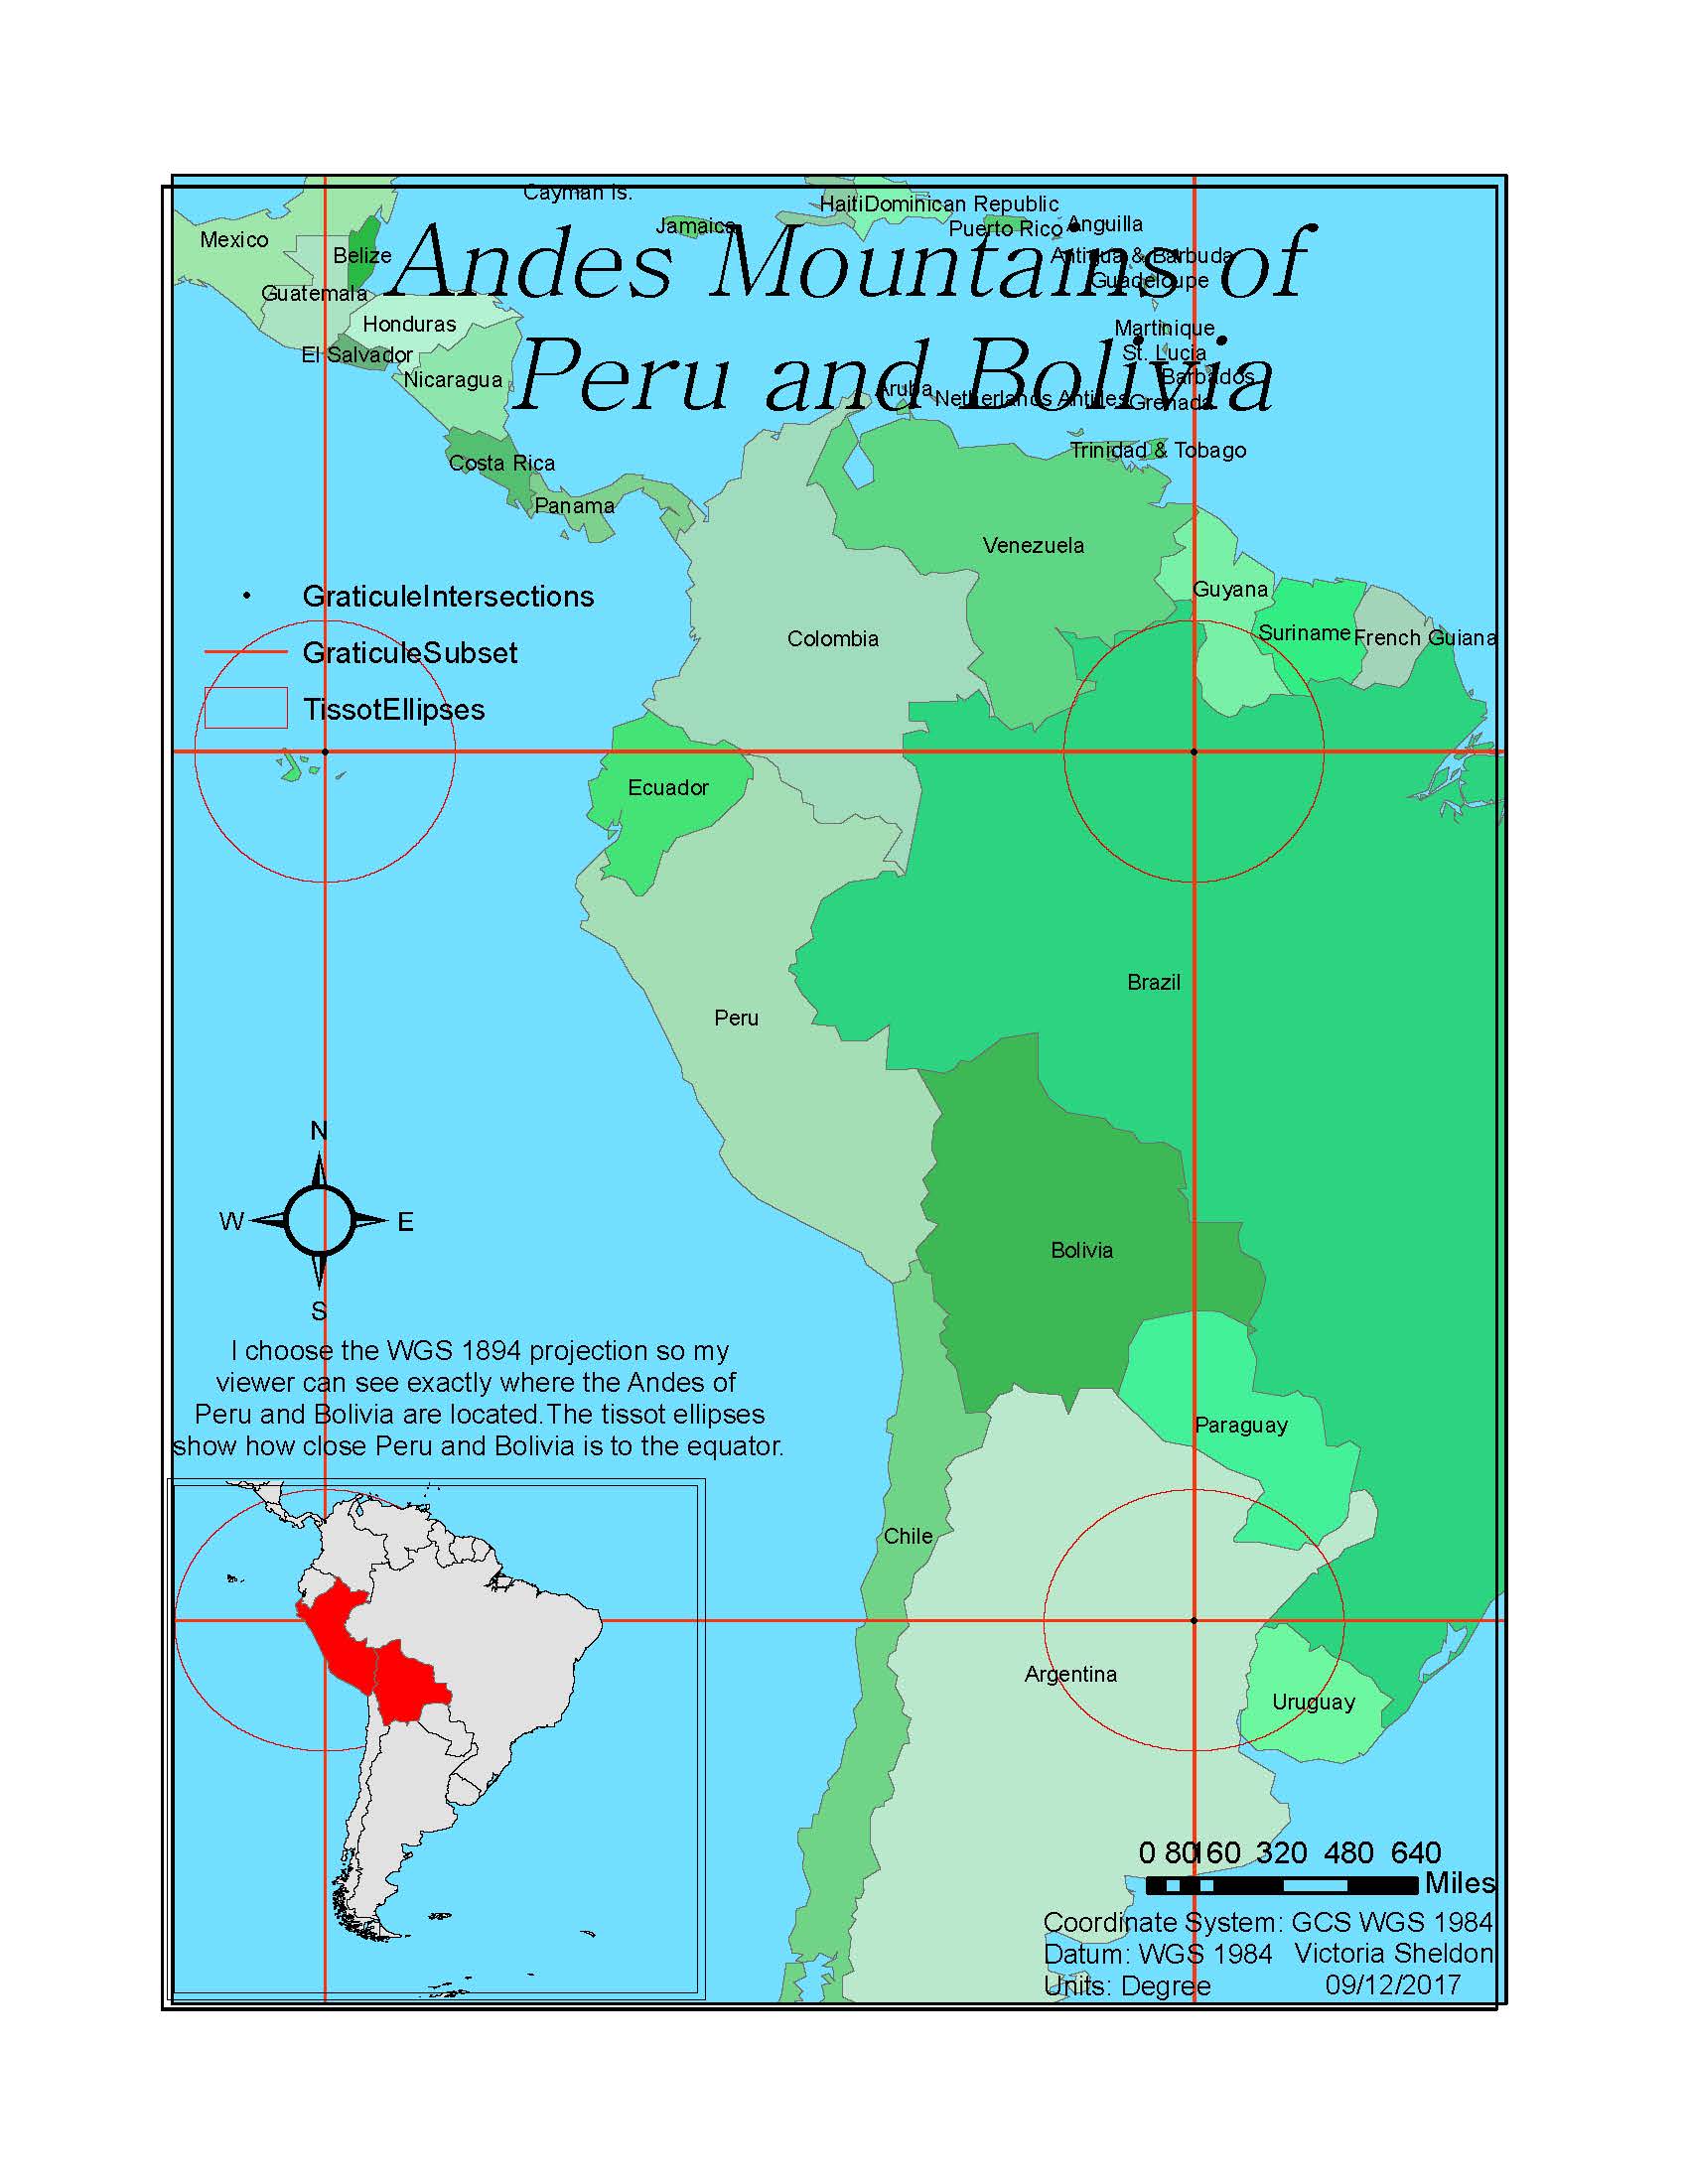 Cayman Is.
Haiti
Dominican Republic
Jamaica
Puerto Rico
Anguilla
Mexico
Belize
Antigua & Barbuda
Andes Mountains of
Guadeloupe
Guatemala
Honduras
Martinique
El Salvador
St. Lucia
Nicaragua
Barbados
Peru and Bolivia
Aruba
Netherlands Antilles
Grenada
Trinidad & Tobago
Costa Rica
Panama
Venezuela
Guyana
GraticuleIntersections
Colombia
Suriname
French Guiana
GraticuleSubset
TissotEllipses
Ecuador
Brazil
Peru
N
W
E
S
Bolivia
I choose the WGS 1894 projection so my
viewer can see exactly where the Andes of
Peru and Bolivia are located.The tissot ellipses
show how close Peru and Bolivia is to the equator.
Paraguay
Chile
Argentina
Uruguay
0 80160 320 480 640
Miles
Coordinate System: GCS WGS 1984
Datum: WGS 1984 Victoria Sheldon
Units: Degree 09/12/2017